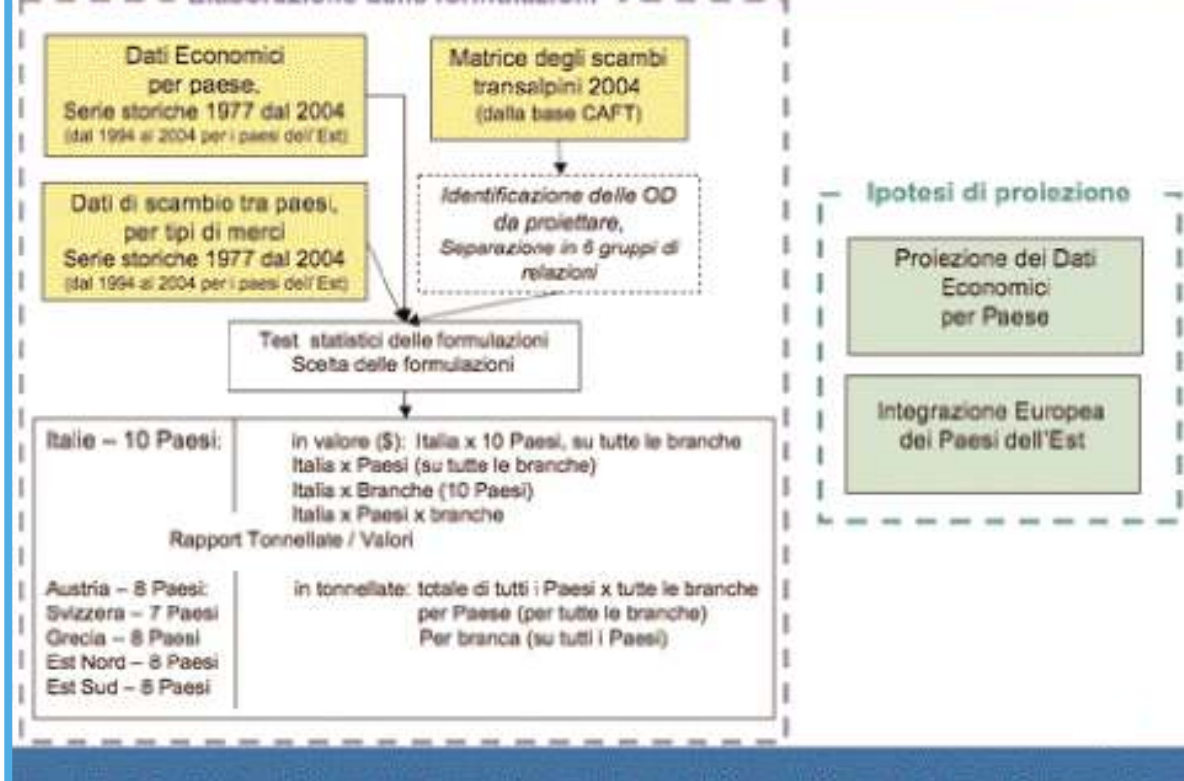 Elaborazione delle formulazioni
Dati Economici
per paese,
Serie storiche 1977 dal 2004
(dal 1994 al 2004 per i paesi dell'Est)
Matrice degli scambi
transalpini 2004
(dalla base CAFT)
Dati di scambio tra paesi,
per tipi di merci
Serie storiche 1977 dal 2004
(dal 1994 al 2004 per i paesi dell'Est)
Identificazione delle OD
da proiettare,
Separazione in 6 gruppi di
relazioni
Test statistici delle formulazioni
Scelta delle formulazioni
Italie – 10 Paesi:
in valore ($): Italia x 10 Paesi, su tutte le branche
Italia x Paesi (su tutte le branche)
Italia x Branche (10 Paesi)
Italia x Paesi x branche
Rapport Tonnellate / Valori
Austria – 8 Paesi:
Svizzera – 7 Paesi
Grecia – 8 Paesi
Est Nord – 8 Paesi
Est Sud – 8 Paesi
in tonnellate: totale di tutti i Paesi x tutte le branche
per Paese (per tutte le branche)
Per branca (su tutti i Paesi)
Ipotesi di proiezione
Proiezione dei Dati
Economici
per Paese
Integrazione Europea
dei Paesi dell'Est